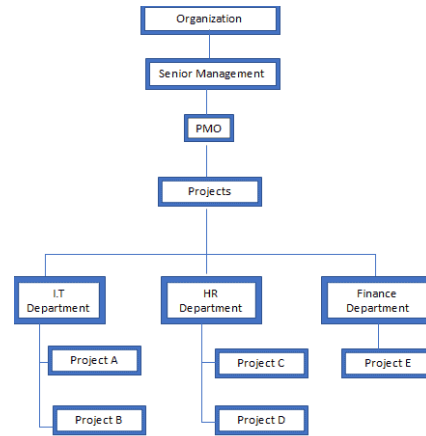 Organization
Senior Management
PMO
Projects
I.T
Department
HR
Department
Finance
Department
Project A
Project B
Project C
Project D
Project E